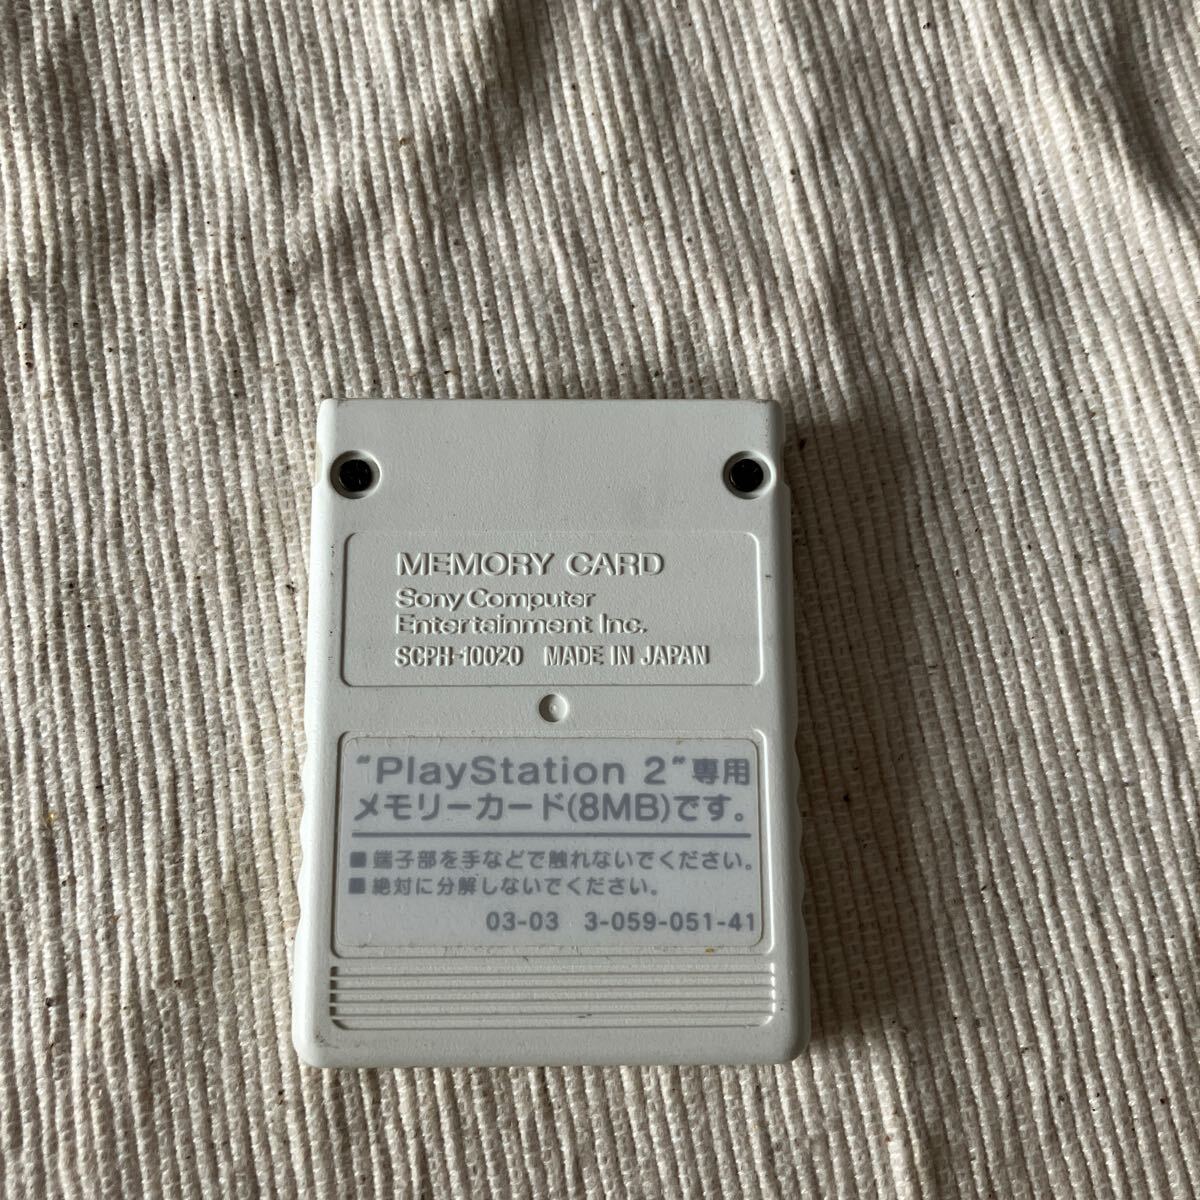 MEMORY CARD
Sony Computer
Entertainment Inc.
SCPH-10020 MADE IN JAPAN
"PlayStation 2"専用
メモリーカード(8MB)です。
■端子部を手などで触れないでください。
■絶対に分解しないでください。
03-03 3-059-051-41